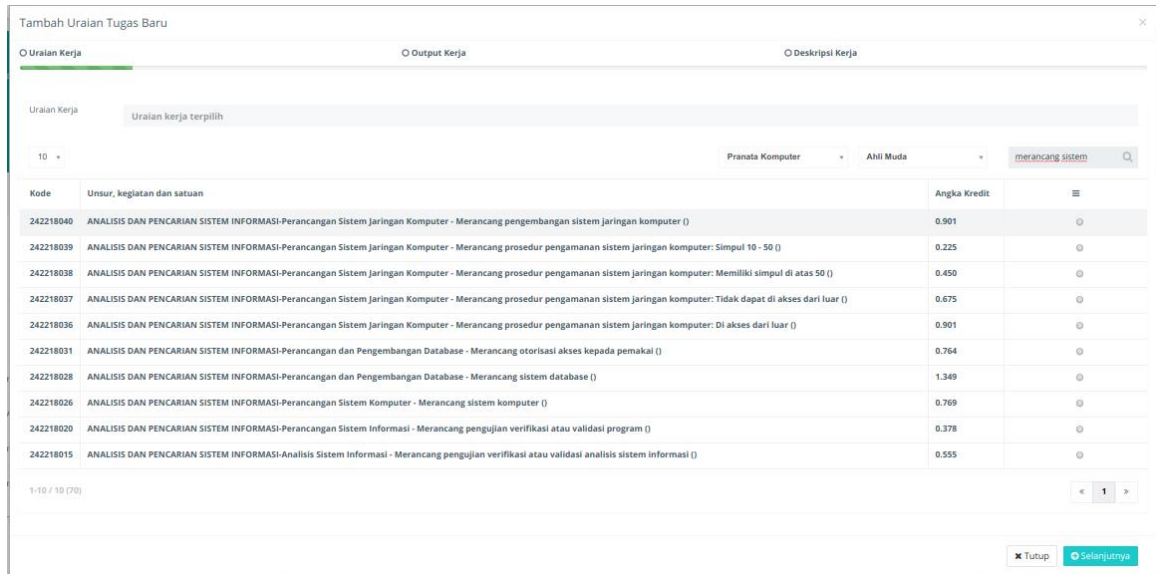 Tambah Uraian Tugas Baru ×
Uraian Kerja Output Kerja Deskripsi Kerja
Uraian Kerja Uraian kerja terpilih
10 Pranata Komputer Ahli Muda merancang sistem
Kode Unsur, kegiatan dan satuan Angka Kredit
242218040 ANALISIS DAN PENCARIAN SISTEM INFORMASI-Perancangan Sistem Jaringan Komputer - Merancang pengembangan sistem jaringan komputer () 0.901
242218039 ANALISIS DAN PENCARIAN SISTEM INFORMASI-Perancangan Sistem Jaringan Komputer - Merancang prosedur pengamanan sistem jaringan komputer: Simpul 10 - 50 () 0.225
242218038 ANALISIS DAN PENCARIAN SISTEM INFORMASI-Perancangan Sistem Jaringan Komputer - Merancang prosedur pengamanan sistem jaringan komputer: Memiliki simpul di atas 50 () 0.450
242218037 ANALISIS DAN PENCARIAN SISTEM INFORMASI-Perancangan Sistem Jaringan Komputer - Merancang prosedur pengamanan sistem jaringan komputer: Tidak dapat di akses dari luar () 0.675
242218036 ANALISIS DAN PENCARIAN SISTEM INFORMASI-Perancangan Sistem Jaringan Komputer - Merancang prosedur pengamanan sistem jaringan komputer: Di akses dari luar () 0.901
242218031 ANALISIS DAN PENCARIAN SISTEM INFORMASI-Perancangan dan Pengembangan Database - Merancang otorisasi akses kepada pemakai () 0.764
242218028 ANALISIS DAN PENCARIAN SISTEM INFORMASI-Perancangan dan Pengembangan Database - Merancang sistem database () 1.349
242218026 ANALISIS DAN PENCARIAN SISTEM INFORMASI-Perancangan Sistem Komputer - Merancang sistem komputer () 0.769
242218020 ANALISIS DAN PENCARIAN SISTEM INFORMASI-Perancangan Sistem Informasi - Merancang pengujian verifikasi atau validasi program () 0.378
242218015 ANALISIS DAN PENCARIAN SISTEM INFORMASI-Analisis Sistem Informasi - Merancang pengujian verifikasi atau validasi analisis sistem informasi () 0.555
1-10 / 10 (70) « 1 »
× Tutup Selanjutnya